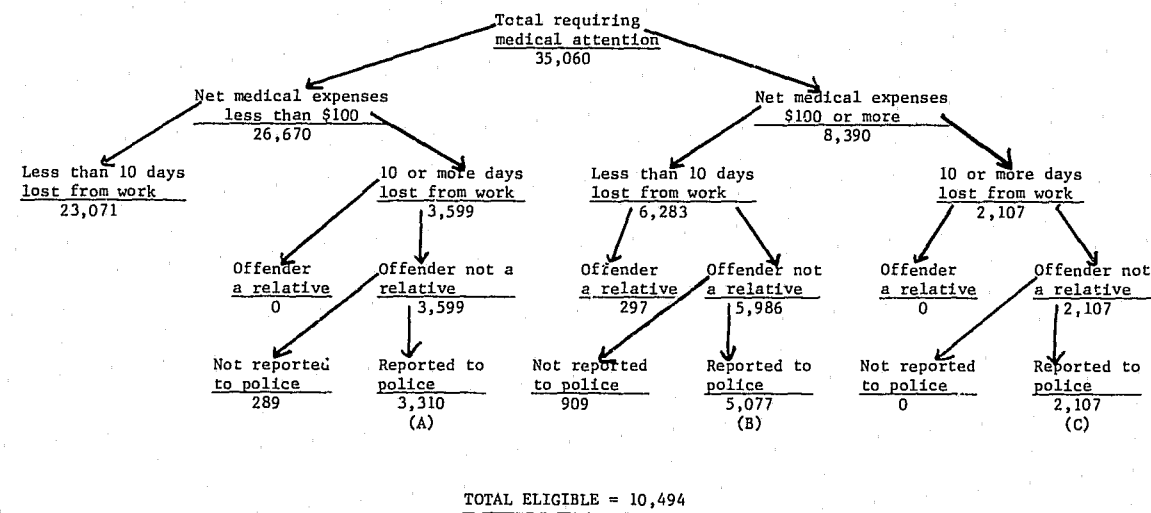 Total requiring
medical attention
35,060
Net medical expenses
less than $100
26,670
Net medical expenses
$100 or more
8,390
Less than 10 days
lost from work
23,071
10 or more days
lost from work
3,599
Less than 10 days
lost from work
6,283
10 or more days
lost from work
2,107
Offender
a relative
0
Offender not a
relative
3,599
Offender
a relative
297
Offender not
a relative
5,986
Offender
a relative
0
Offender not
a relative
2,107
Not reported
to police
289
Reported to
police
3,310
(A)
Not reported
to police
909
Reported to
police
5,077
(B)
Not reported
to police
0
Reported to
police
2,107
(C)
TOTAL ELIGIBLE = 10,494